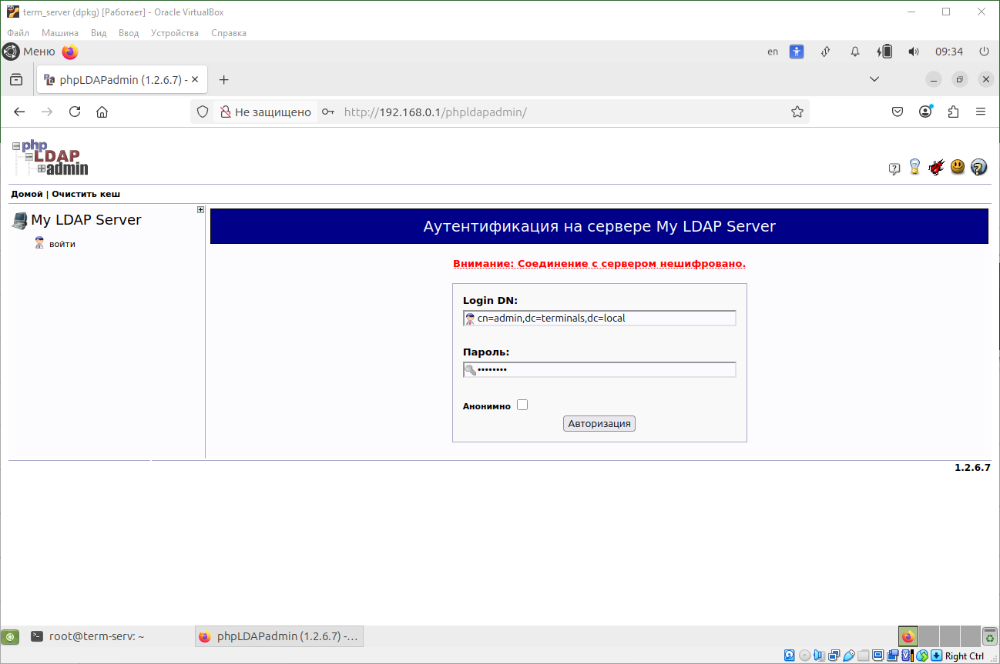 term_server (dpkg) [Работает] - Oracle VirtualBox
Файл Машина Вид Ввод Устройства Справка
Меню en 09:34
phpLDAPadmin (1.2.6.7) -
Не защищено http://192.168.0.1/phpldapadmin/
php
LDAP
admin
Домой | Очистить кеш
My LDAP Server
войти
Аутентификация на сервере My LDAP Server
Внимание: Соединение с сервером нешифровано.
Login DN:
cn=admin,dc=terminals,dc=local
Пароль:
••••••••
Анонимно
Авторизация
1.2.6.7
root@term-serv: ~ phpLDAPadmin (1.2.6.7) -...
Right Ctrl